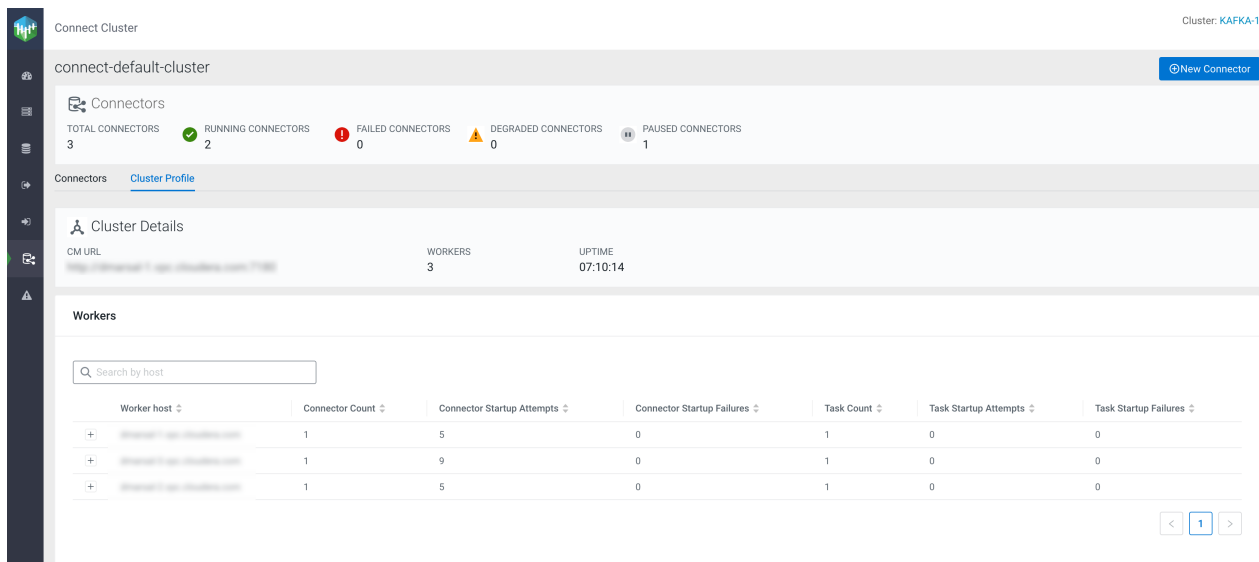 Connect Cluster
Cluster: KAFKA-1
connect-default-cluster
New Connector
Connectors
TOTAL CONNECTORS
3
RUNNING CONNECTORS
2
FAILED CONNECTORS
0
DEGRADED CONNECTORS
0
PAUSED CONNECTORS
1
Connectors Cluster Profile
Cluster Details
CM URL WORKERS UPTIME
3 07:10:14
Workers
Search by host
Worker host Connector Count Connector Startup Attempts Connector Startup Failures Task Count Task Startup Attempts Task Startup Failures
1 5 0 1 0 0
1 9 0 1 0 0
1 5 0 1 0 0
< 1 >